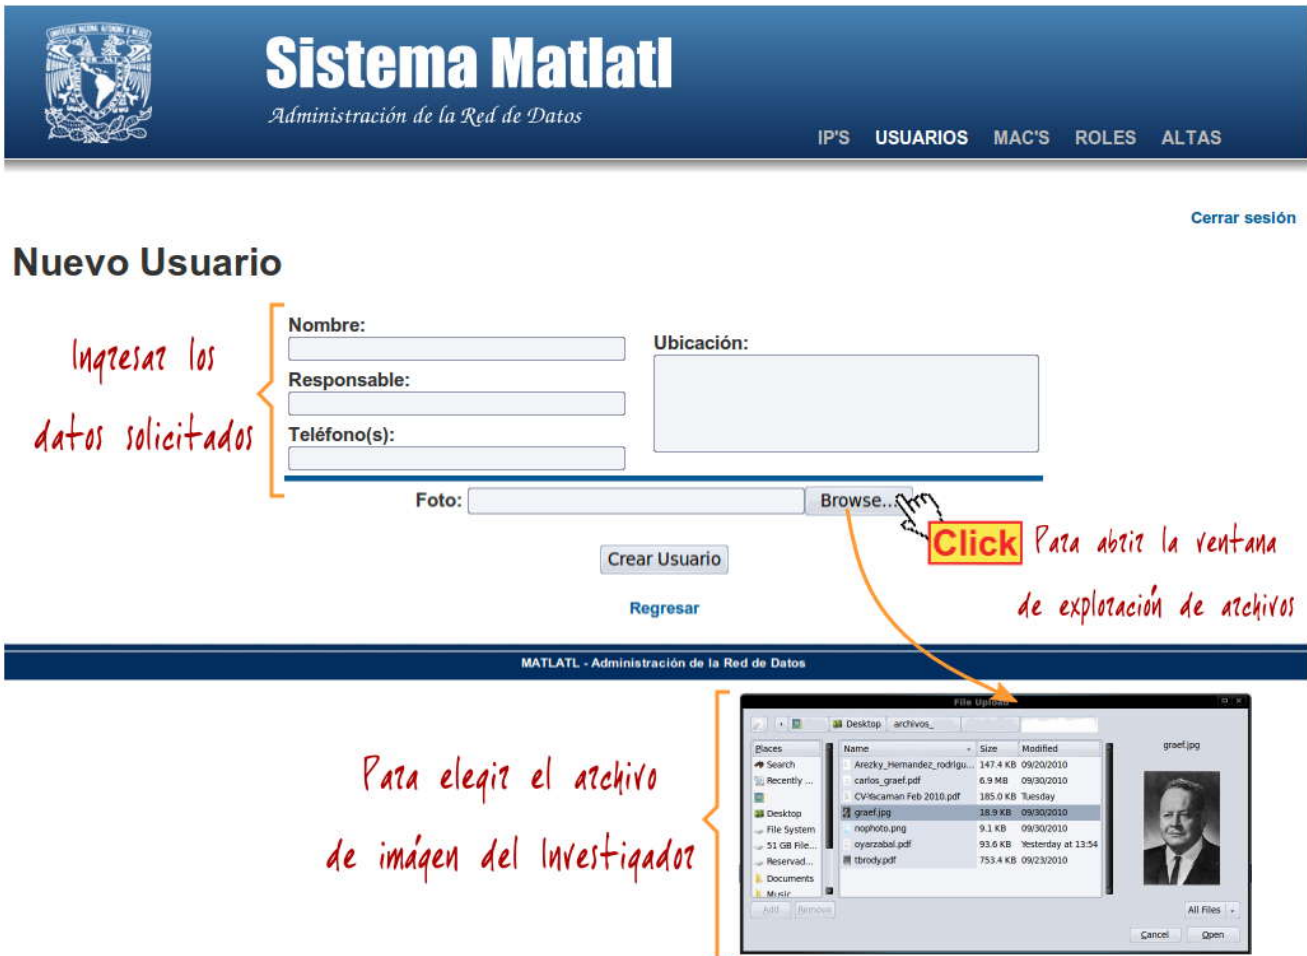 Sistema Matlatl
Administración de la Red de Datos
IP'S USUARIOS MAC'S ROLES ALTAS
Cerrar sesión
Nuevo Usuario
Ingresar los
datos solicitados
Nombre:
Responsable:
Teléfono(s):
Ubicación:
Foto:
Browse...
Click
Para abrir la ventana
de exploración de archivos
Crear Usuario
Regresar
MATLATL - Administración de la Red de Datos
Para elegir el archivo
de imágen del Investigador
File Upload
Desktop archivos_
Places
Search
Recently ...
Desktop
File System
51 GB File...
Reservad...
Documents
Music
Add Remove
Name Size Modified
Arezky_Hernandez_rodrigu... 147.4 KB 09/20/2010
carlos_graef.pdf 6.9 MB 09/30/2010
185.0 KB Tuesday
graef.jpg 18.9 KB 09/30/2010
nophoto.png 9.1 KB 09/30/2010
oyarzabal.pdf 93.6 KB Yesterday at 13:54
tbrody.pdf 753.4 KB 09/23/2010
graef.jpg
All Files
Cancel Open